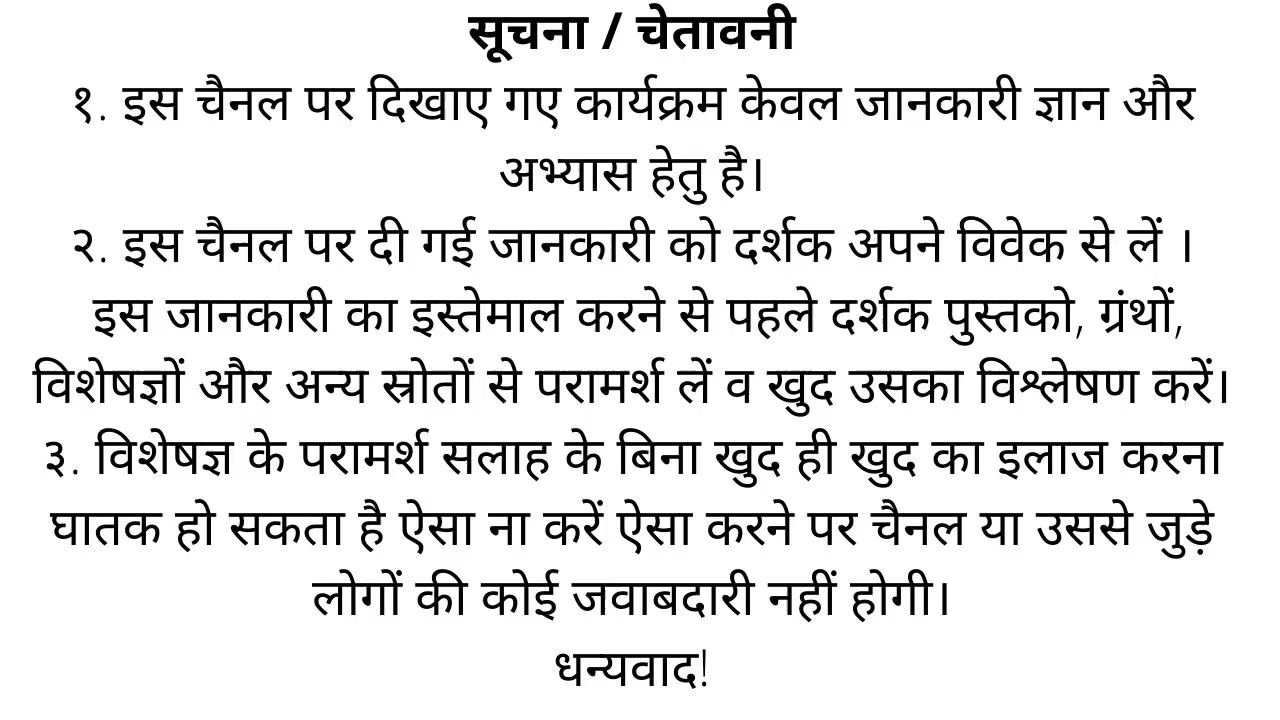 सूचना / चेतावनी
१. इस चैनल पर दिखाए गए कार्यक्रम केवल जानकारी ज्ञान और
अभ्यास हेतु है।
२. इस चैनल पर दी गई जानकारी को दर्शक अपने विवेक से लें ।
इस जानकारी का इस्तेमाल करने से पहले दर्शक पुस्तको, ग्रंथों,
विशेषज्ञों और अन्य स्रोतों से परामर्श लें व खुद उसका विश्लेषण करें।
३. विशेषज्ञ के परामर्श सलाह के बिना खुद ही खुद का इलाज करना
घातक हो सकता है ऐसा ना करें ऐसा करने पर चैनल या उससे जुड़े
लोगों की कोई जवाबदारी नहीं होगी।
धन्यवाद!